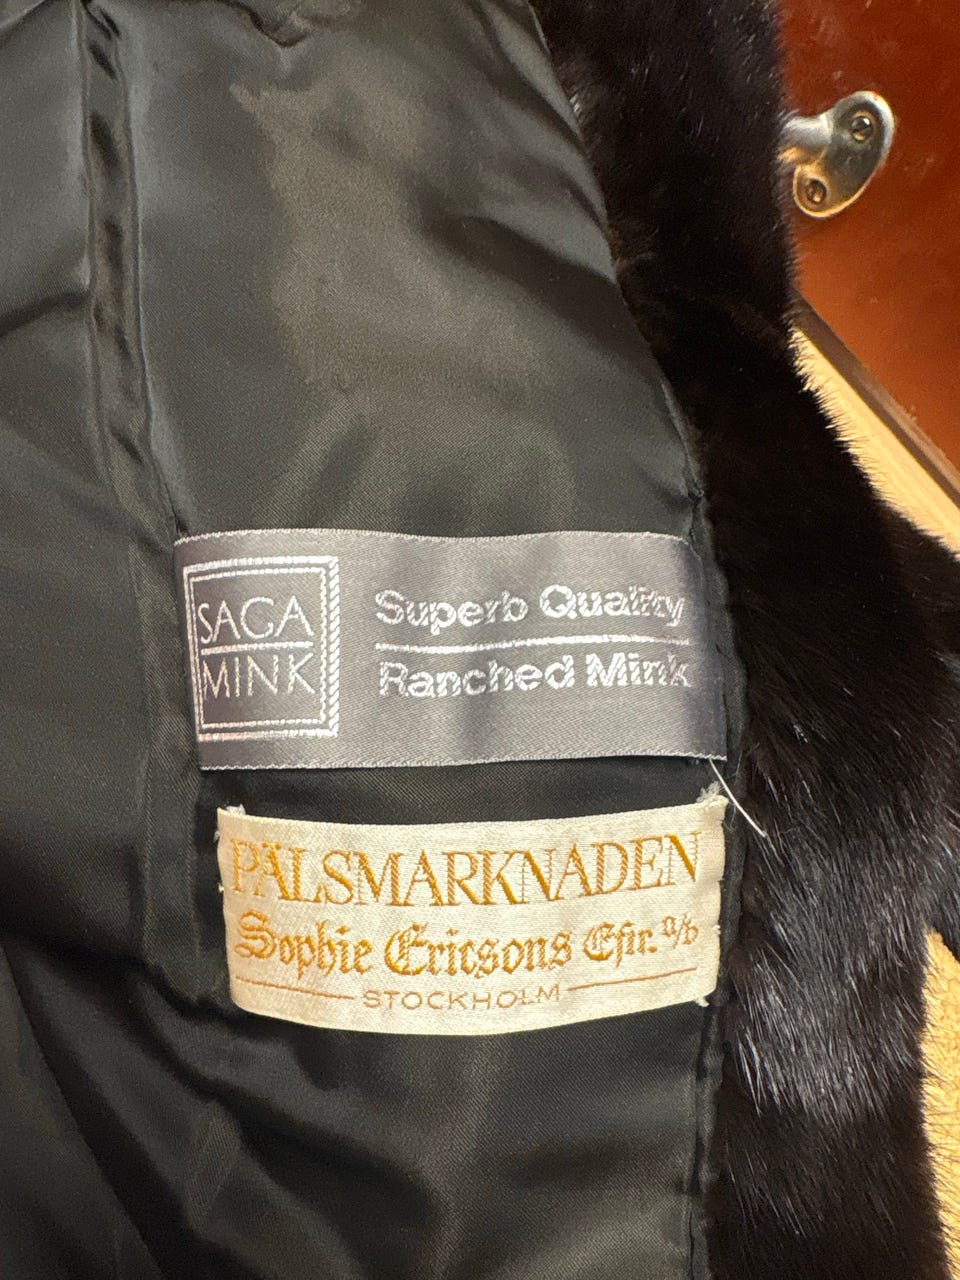 SAGA
MINK
Superb Quality
Ranched Mink
PÄLSMARKNADEN
Sophie Ericsons Eftr. a/b
STOCKHOLM